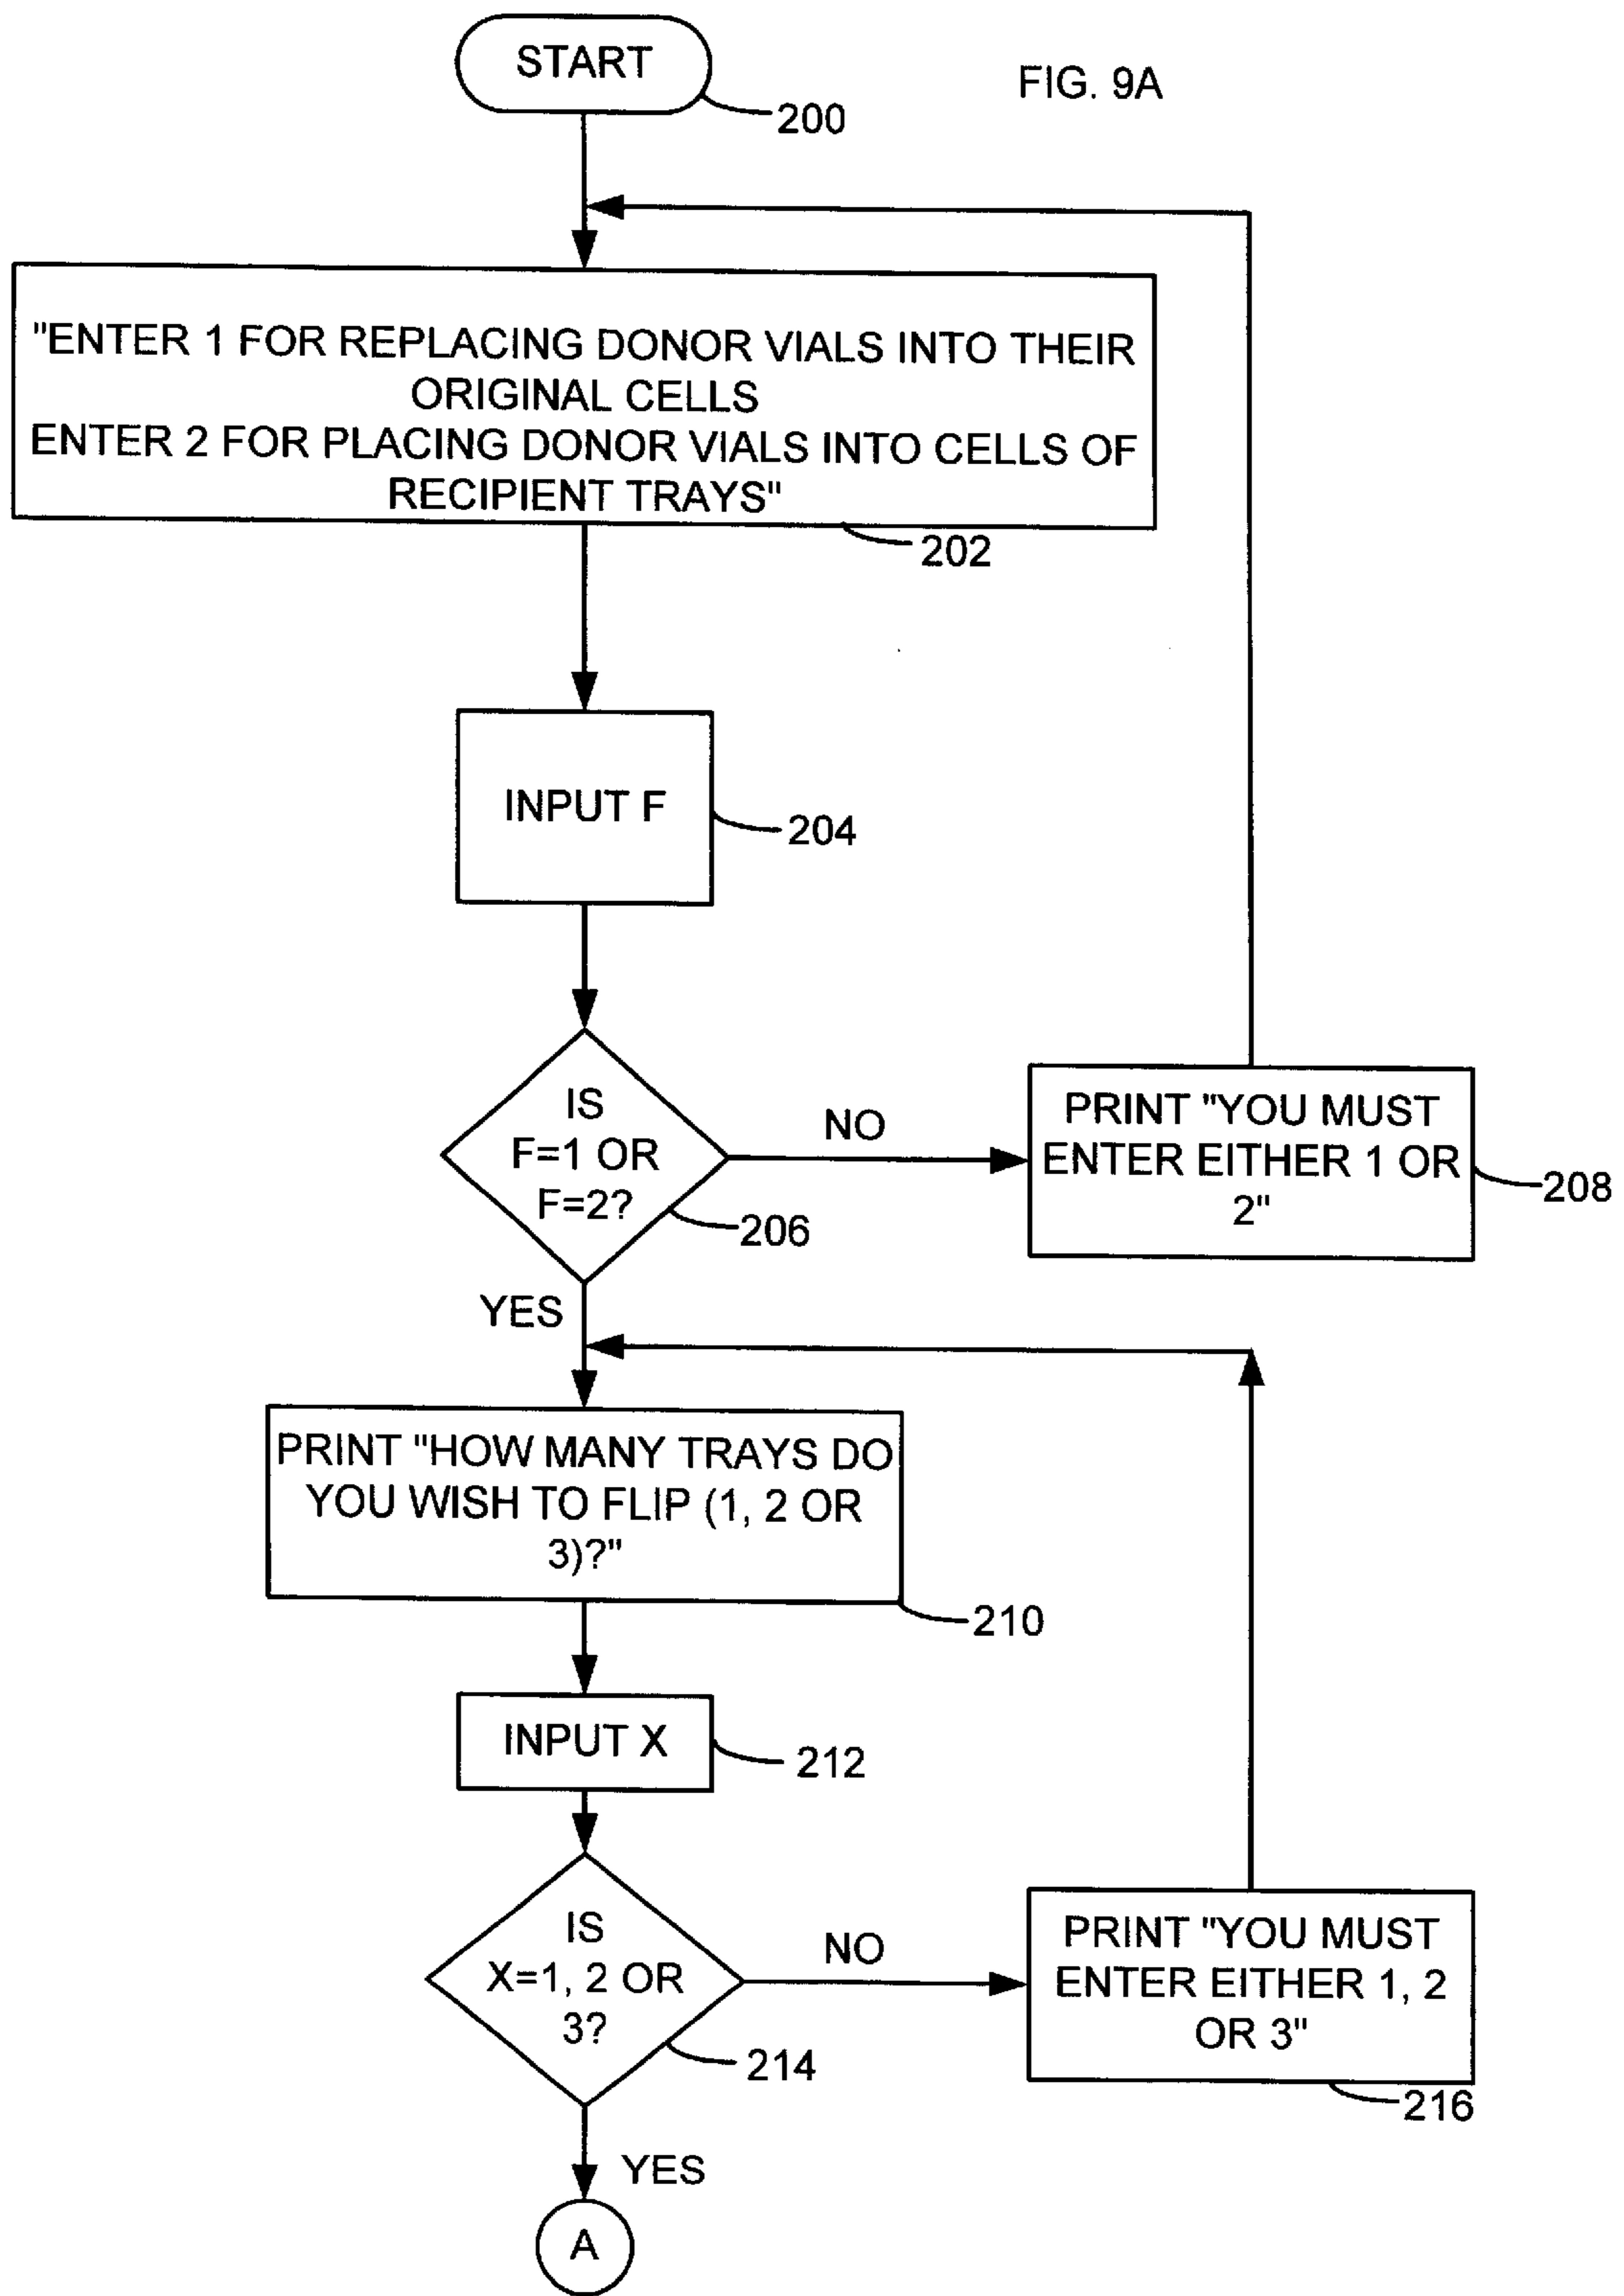 START
FIG. 9A
200
"ENTER 1 FOR REPLACING DONOR VIALS INTO THEIR
ORIGINAL CELLS
ENTER 2 FOR PLACING DONOR VIALS INTO CELLS OF
RECIPIENT TRAYS"
202
INPUT F
204
IS
F=1 OR
F=2?
206
NO
PRINT "YOU MUST
ENTER EITHER 1 OR
2"
208
YES
PRINT "HOW MANY TRAYS DO
YOU WISH TO FLIP (1, 2 OR
3)?"
210
INPUT X
212
IS
X=1, 2 OR
3?
214
NO
PRINT "YOU MUST
ENTER EITHER 1, 2
OR 3"
216
YES
A